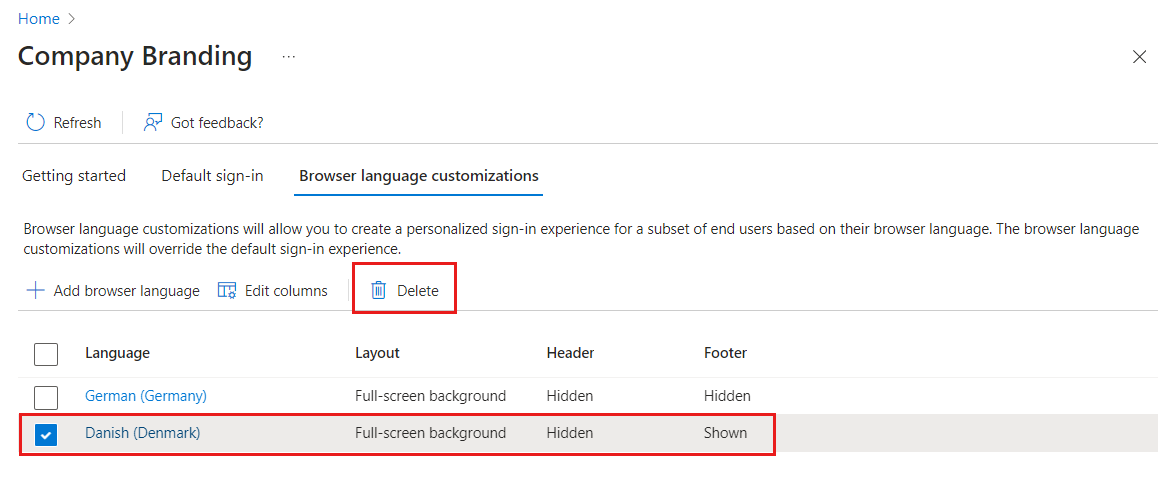 Home
Company Branding ...
Refresh Got feedback?
Getting started Default sign-in Browser language customizations
Browser language customizations will allow you to create a personalized sign-in experience for a subset of end users based on their browser language. The browser language
customizations will override the default sign-in experience.
Add browser language Edit columns Delete
Language Layout Header Footer
German (Germany) Full-screen background Hidden Hidden
Danish (Denmark) Full-screen background Hidden Shown